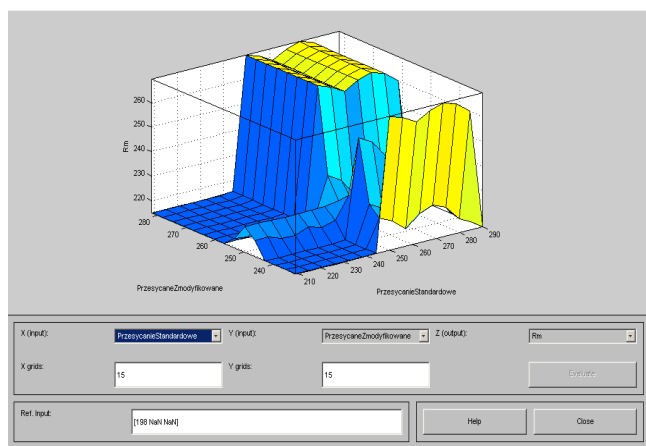 260
250
240
230
220
Rm
280
270
260
250
240
210
220
230
240
250
260
270
280
290
PrzesycaneZmodyfikowane
PrzesycanieStandardowe
X (input):
PrzesycanieStandardowe
Y (input):
PrzesycaneZmodyfikowane
Z (output):
Rm
X grids:
15
Y grids:
15
Evaluate
Ref. Input:
[198 NaN NaN]
Help
Close